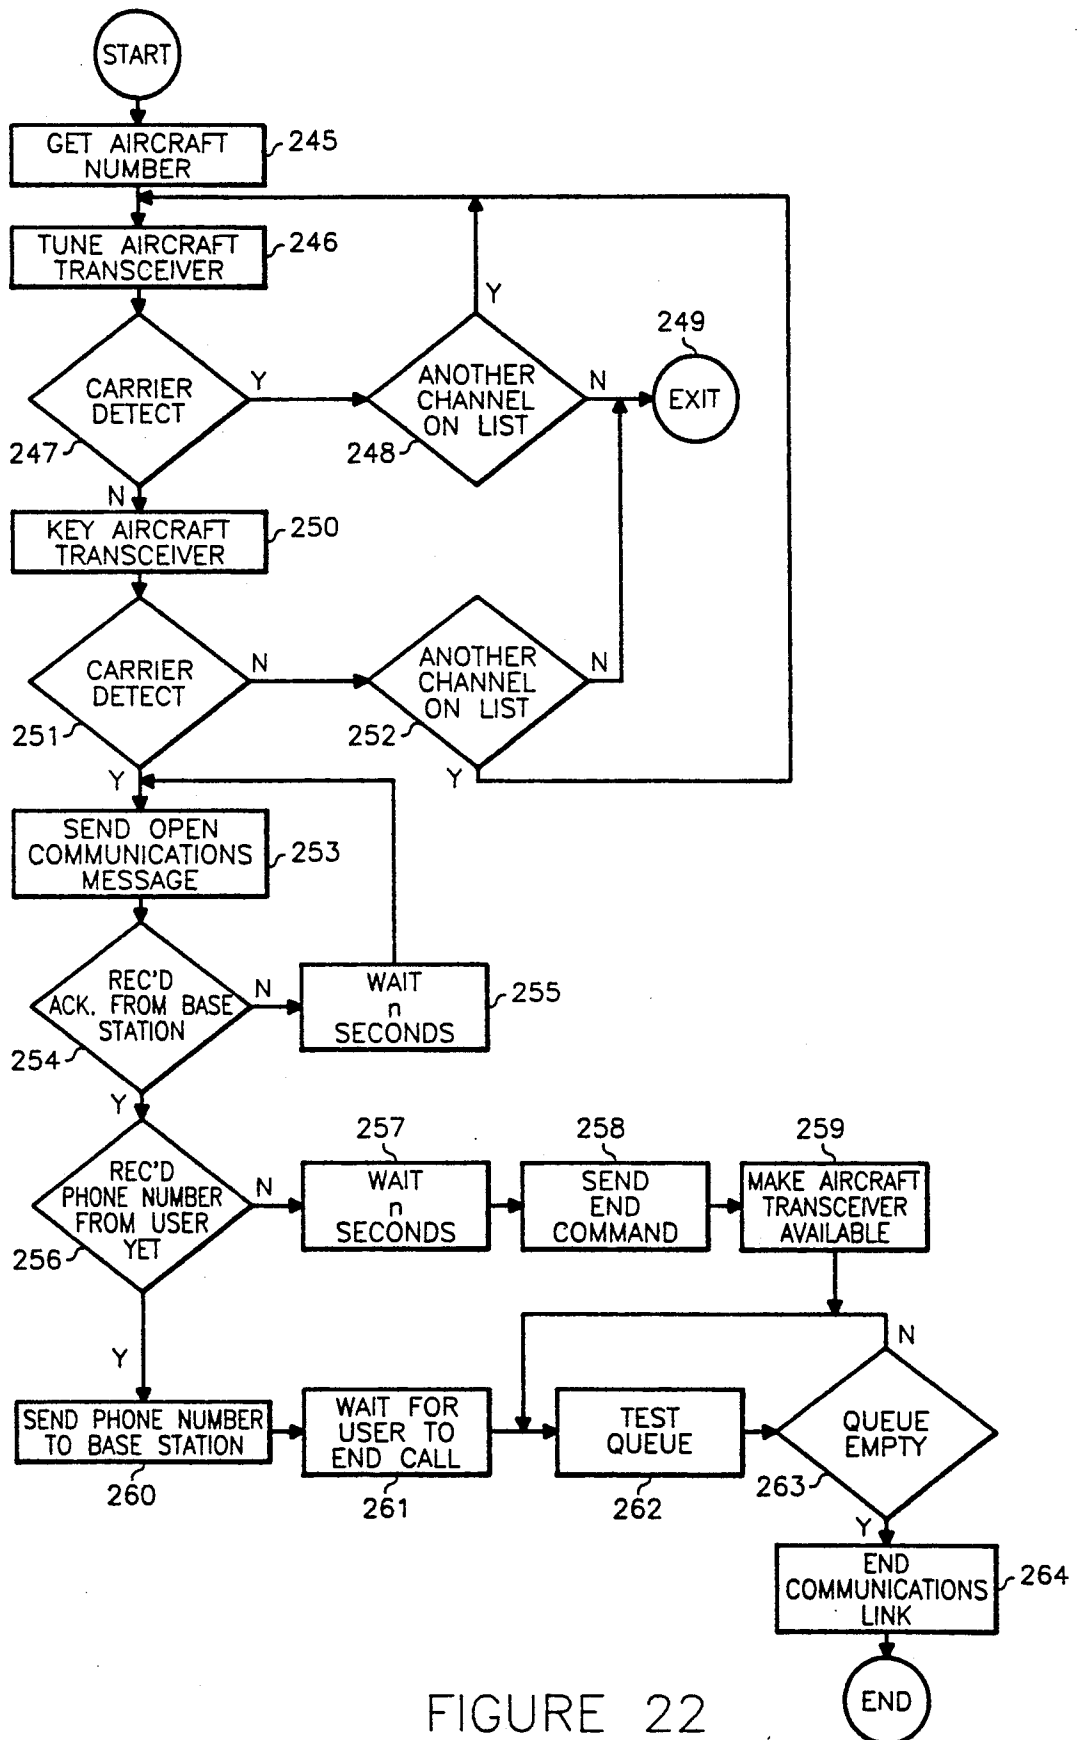 START
GET AIRCRAFT
NUMBER
245
TUNE AIRCRAFT
TRANSCEIVER
246
Y
249
CARRIER
DETECT
247
Y
ANOTHER
CHANNEL
ON LIST
248
N
EXIT
N
KEY AIRCRAFT
TRANSCEIVER
250
CARRIER
DETECT
251
N
ANOTHER
CHANNEL
ON LIST
252
N
Y
Y
SEND OPEN
COMMUNICATIONS
MESSAGE
253
REC'D
ACK. FROM BASE
STATION
254
N
WAIT
n
SECONDS
255
Y
REC'D
PHONE NUMBER
FROM USER
YET
256
N
257
WAIT
n
SECONDS
258
SEND
END
COMMAND
259
MAKE AIRCRAFT
TRANSCEIVER
AVAILABLE
N
Y
SEND PHONE NUMBER
TO BASE STATION
260
WAIT FOR
USER TO
END CALL
261
TEST
QUEUE
262
QUEUE
EMPTY
263
Y
END
COMMUNICATIONS
LINK
264
END
FIGURE 22